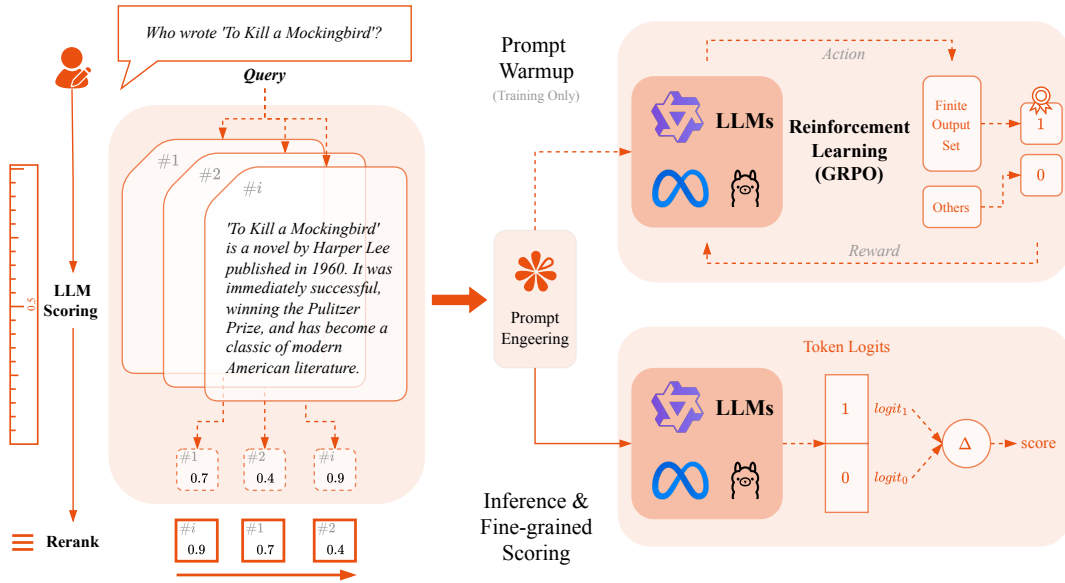 Who wrote 'To Kill a Mockingbird'?
Query
#1
#2
#i
'To Kill a Mockingbird'
is a novel by Harper Lee
published in 1960. It was
immediately successful,
winning the Pulitzer
Prize, and has become a
classic of modern
American literature.
0.5
LLM
Scoring
#1
0.7
#2
0.4
#i
0.9
Rerank
#i
0.9
#1
0.7
#2
0.4
Prompt
Engeering
Prompt
Warmup
(Training Only)
LLMs
Action
Reinforcement
Learning
(GRPO)
Finite
Output
Set
1
Others
0
Reward
Inference &
Fine-grained
Scoring
LLMs
Token Logits
1
0
logit₁
logit₀
Δ
score